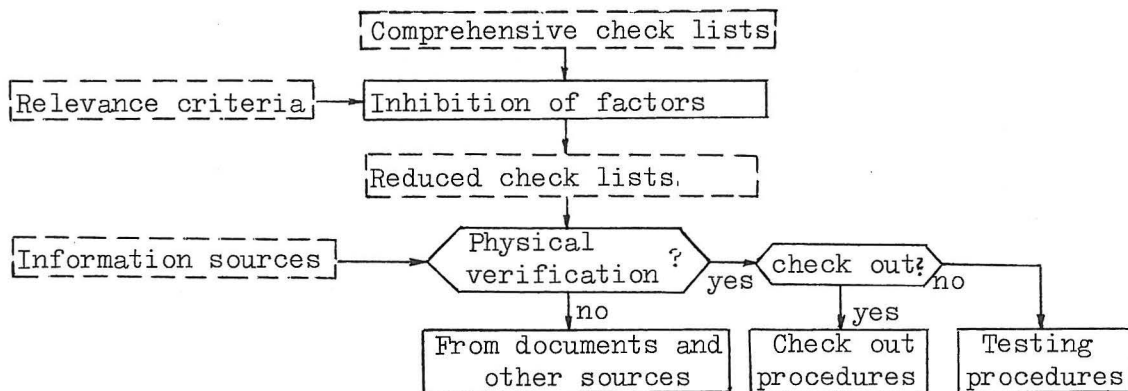 Comprehensive check lists
Relevance criteria
Inhibition of factors
Reduced check lists
Information sources
Physical
verification ?
yes
check out?
no
no
yes
From documents and
other sources
Check out
procedures
Testing
procedures